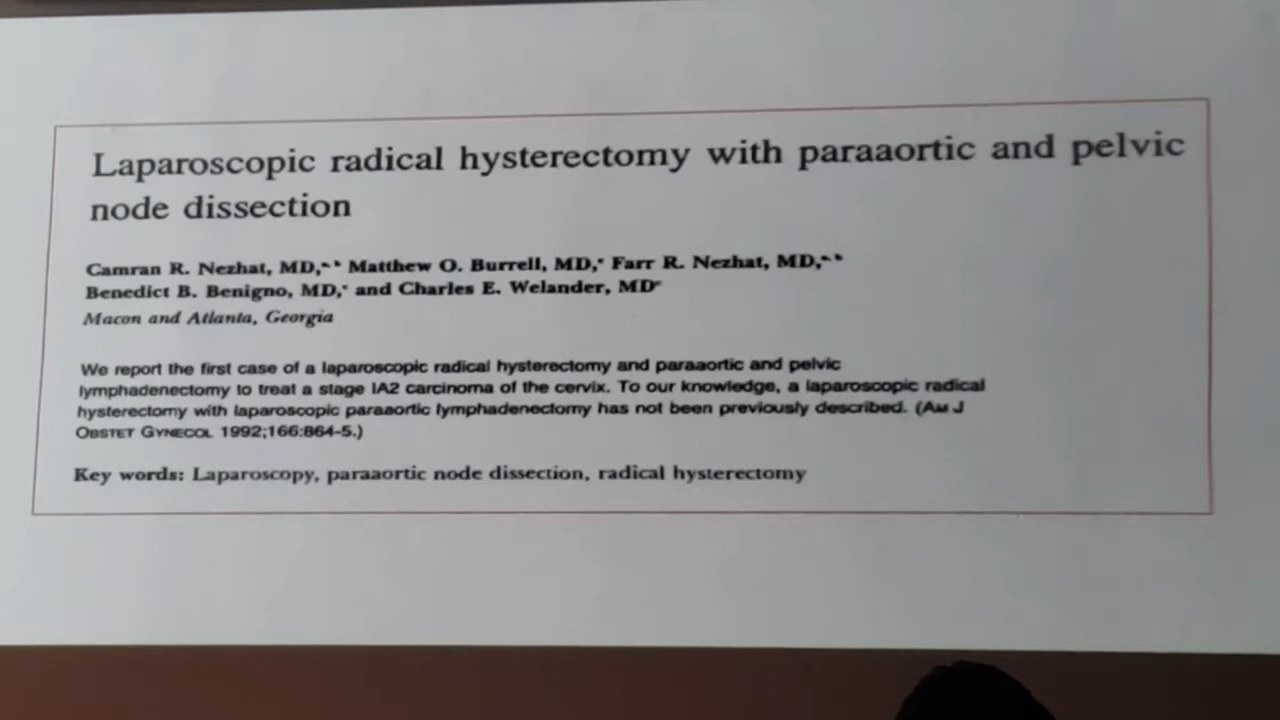 Laparoscopic radical hysterectomy with paraaortic and pelvic
node dissection
Camran R. Nezhat, MD, Matthew O. Burrell, MD, Farr R. Nezhat, MD,
Benedict B. Benigno, MD, and Charles E. Welander, MD
Macon and Atlanta, Georgia
We report the first case of a laparoscopic radical hysterectomy and paraaortic and pelvic
lymphadenectomy to treat a stage IA2 carcinoma of the cervix. To our knowledge, a laparoscopic radical
hysterectomy with laparoscopic paraaortic lymphadenectomy has not been previously described. (AM J
OBSTET GYNECOL 1992;166:864-5.)
Key words: Laparoscopy, paraaortic node dissection, radical hysterectomy